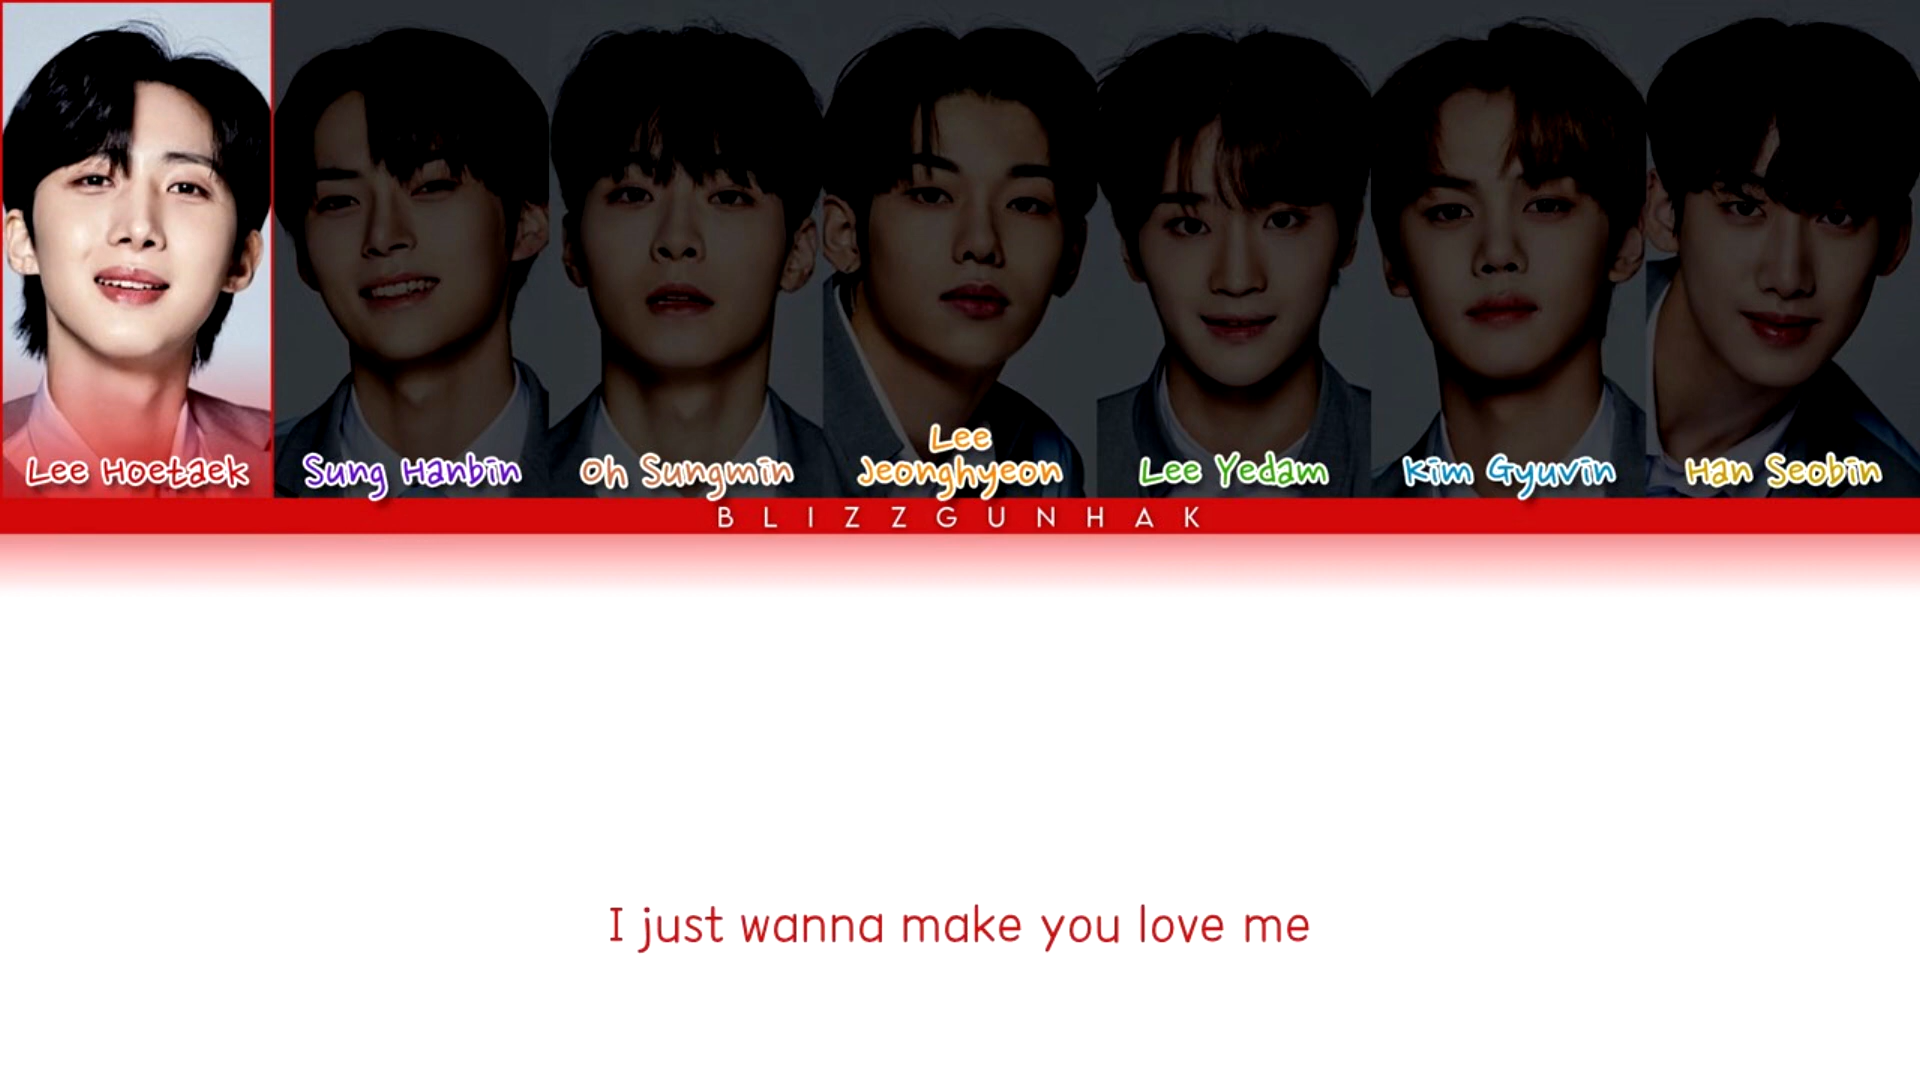 Lee Hoetaek
Sung Hanbin
Oh Sungmin
Lee
Jeonghyeon
Lee Yedam
Kim Gyuvin
Han Seobin
BLIZZGUNHAK
I just wanna make you love me